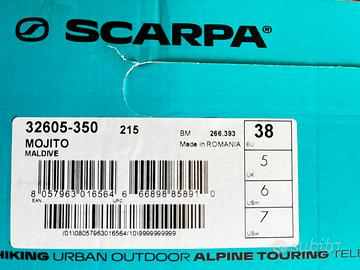 SCARPA®
32605-350 215 BM 266.393 38 EU
MOJITO Made in ROMANIA
MALDIVE
5 UK
6 USm
7 USw
8 057963 016564 6 66898 85891 0
EAN UPC
(01)08057963016564(10)9999999999
subito
HIKING URBAN OUTDOOR ALPINE TOURING TELE